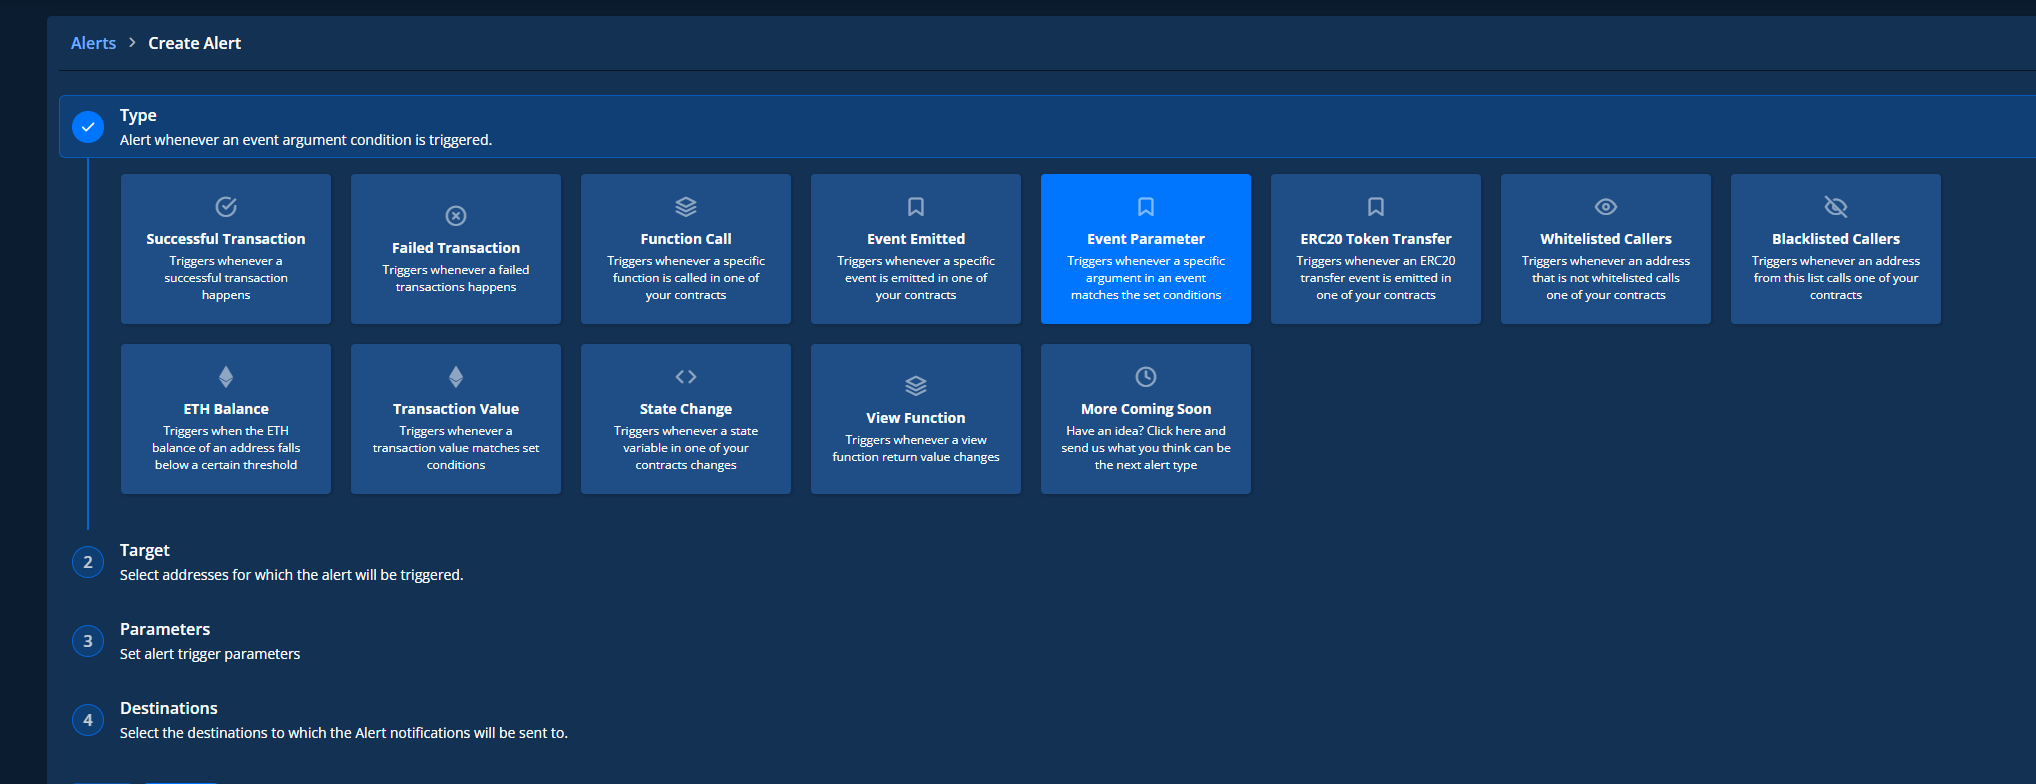 Alerts > Create Alert
Type
Alert whenever an event argument condition is triggered.
Successful Transaction
Triggers whenever a
successful transaction
happens
Failed Transaction
Triggers whenever a failed
transactions happens
Function Call
Triggers whenever a specific
function is called in one of
your contracts
Event Emitted
Triggers whenever a specific
event is emitted in one of
your contracts
Event Parameter
Triggers whenever a specific
argument in an event
matches the set conditions
ERC20 Token Transfer
Triggers whenever an ERC20
transfer event is emitted in
one of your contracts
Whitelisted Callers
Triggers whenever an address
that is not whitelisted calls
one of your contracts
Blacklisted Callers
Triggers whenever an address
from this list calls one of your
contracts
ETH Balance
Triggers when the ETH
balance of an address falls
below a certain threshold
Transaction Value
Triggers whenever a
transaction value matches set
conditions
State Change
Triggers whenever a state
variable in one of your
contracts changes
View Function
Triggers whenever a view
function return value changes
More Coming Soon
Have an idea? Click here and
send us what you think can be
the next alert type
2
Target
Select addresses for which the alert will be triggered.
3
Parameters
Set alert trigger parameters
4
Destinations
Select the destinations to which the Alert notifications will be sent to.